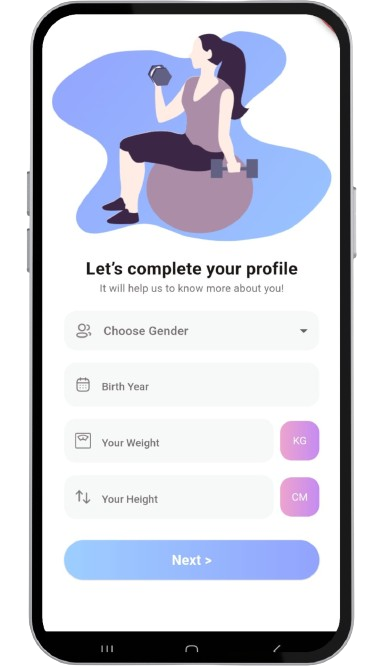 Let's complete your profile
It will help us to know more about you!
Choose Gender
Birth Year
Your Weight
KG
Your Height
CM
Next >